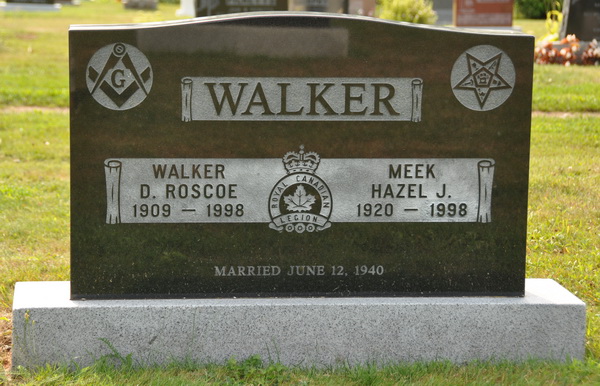 G
WALKER
WALKER
D. ROSCOE
1909 — 1998
ROYAL CANADIAN
LEGION
MEEK
HAZEL J.
1920 — 1998
MARRIED JUNE 12, 1940